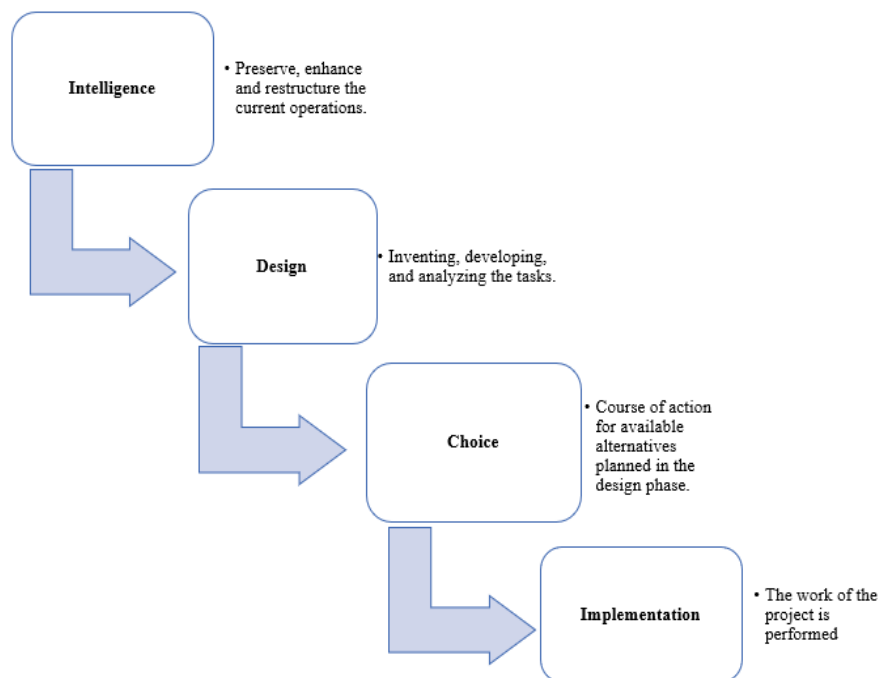 Intelligence
• Preserve, enhance
and restructure the
current operations.
Design
• Inventing, developing,
and analyzing the tasks.
Choice
• Course of action
for available
alternatives
planned in the
design phase.
Implementation
• The work of the
project is
performed